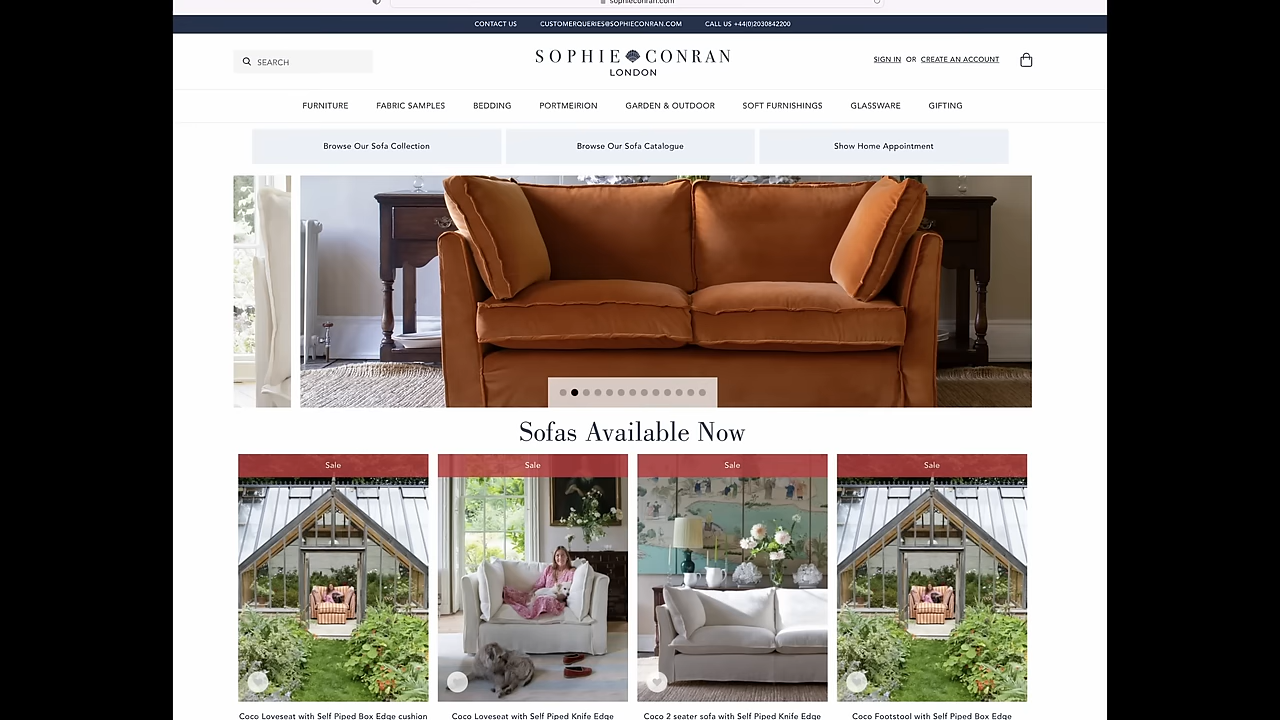 sophieconran.com
CONTACT US CUSTOMERQUERIES@SOPHIECONRAN.COM CALL US +44(0)2030842200
SEARCH
SOPHIE CONRAN
LONDON
SIGN IN OR CREATE AN ACCOUNT
FURNITURE FABRIC SAMPLES BEDDING PORTMEIRION GARDEN & OUTDOOR SOFT FURNISHINGS GLASSWARE GIFTING
Browse Our Sofa Collection Browse Our Sofa Catalogue Show Home Appointment
Sofas Available Now
Sale Sale Sale Sale
Coco Loveseat with Self Piped Box Edge cushion Coco Loveseat with Self Piped Knife Edge Coco 2 seater sofa with Self Piped Knife Edge Coco Footstool with Self Piped Box Edge